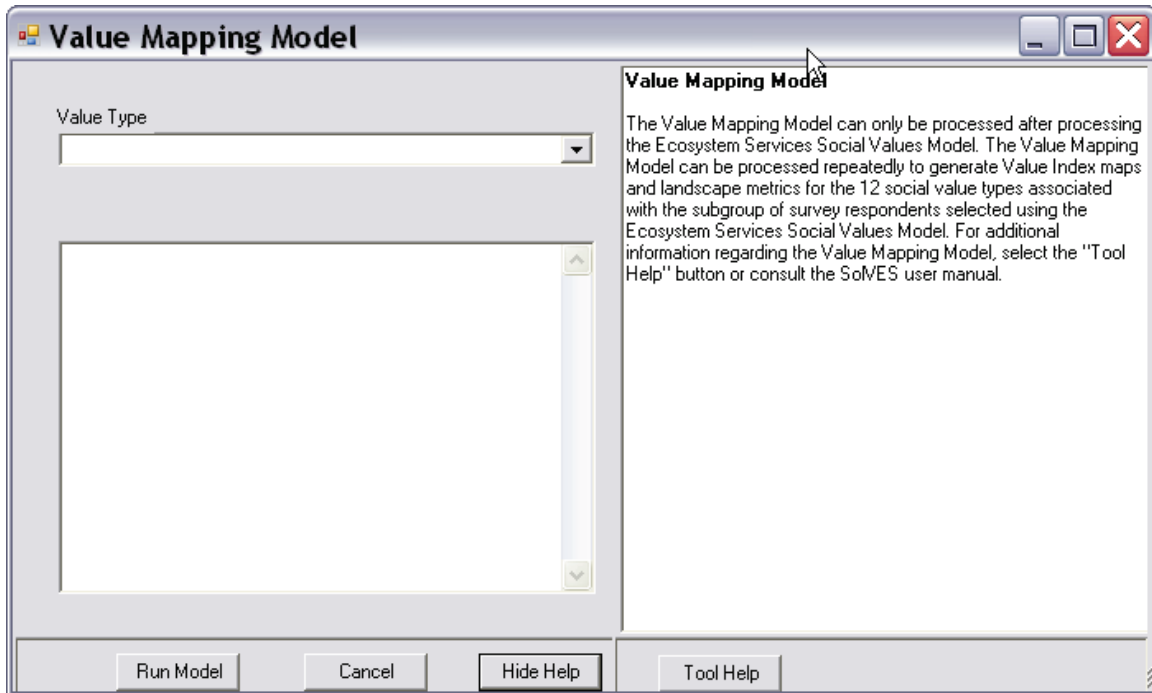 Value Mapping Model
Value Type
Value Mapping Model
The Value Mapping Model can only be processed after processing
the Ecosystem Services Social Values Model. The Value Mapping
Model can be processed repeatedly to generate Value Index maps
and landscape metrics for the 12 social value types associated
with the subgroup of survey respondents selected using the
Ecosystem Services Social Values Model. For additional
information regarding the Value Mapping Model, select the "Tool
Help" button or consult the SolVES user manual.
Run Model
Cancel
Hide Help
Tool Help